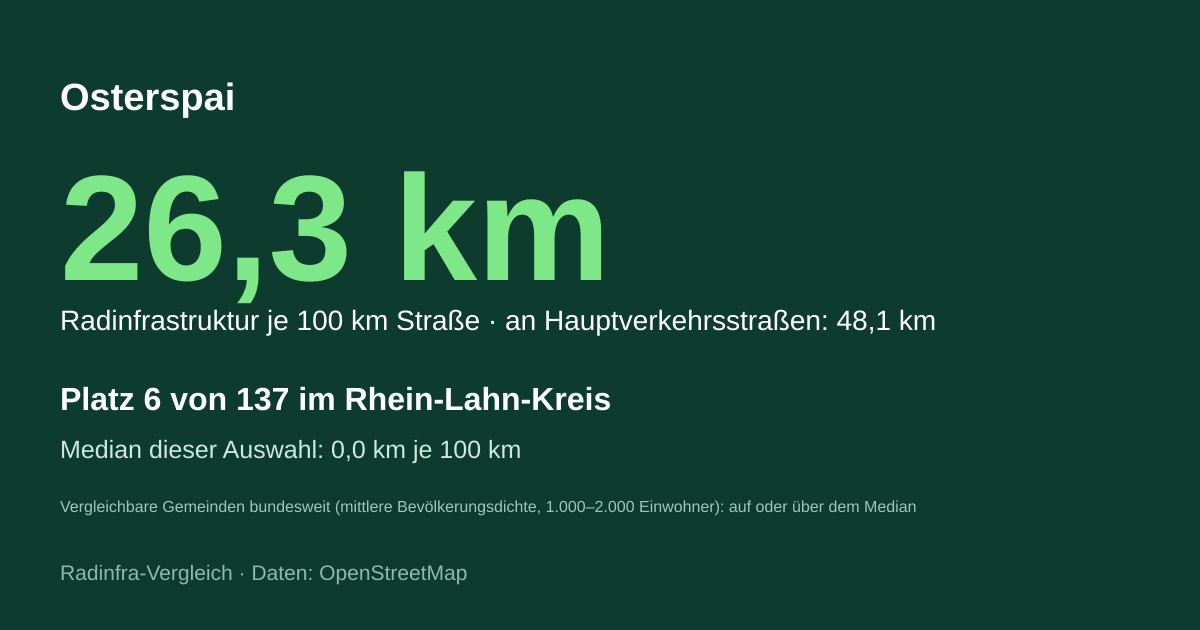 Osterspai
26,3 km
Radinfrastruktur je 100 km Straße · an Hauptverkehrsstraßen: 48,1 km
Platz 6 von 137 im Rhein-Lahn-Kreis
Median dieser Auswahl: 0,0 km je 100 km
Vergleichbare Gemeinden bundesweit (mittlere Bevölkerungsdichte, 1.000–2.000 Einwohner): auf oder über dem Median
Radinfra-Vergleich · Daten: OpenStreetMap